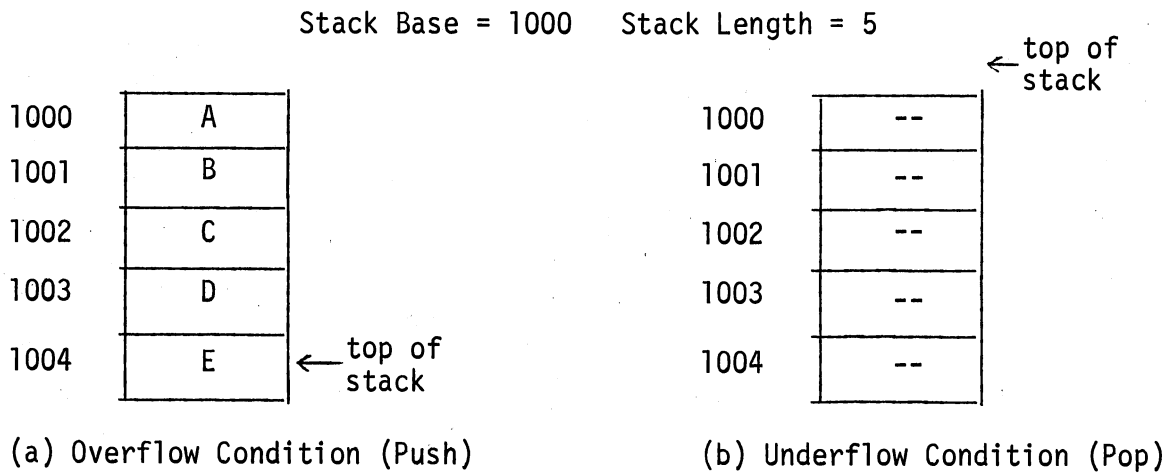 Stack Base = 1000 Stack Length = 5
1000 A
1001 B
1002 C
1003 D
1004 E
top of
stack
(a) Overflow Condition (Push)
top of
stack
1000 --
1001 --
1002 --
1003 --
1004 --
(b) Underflow Condition (Pop)